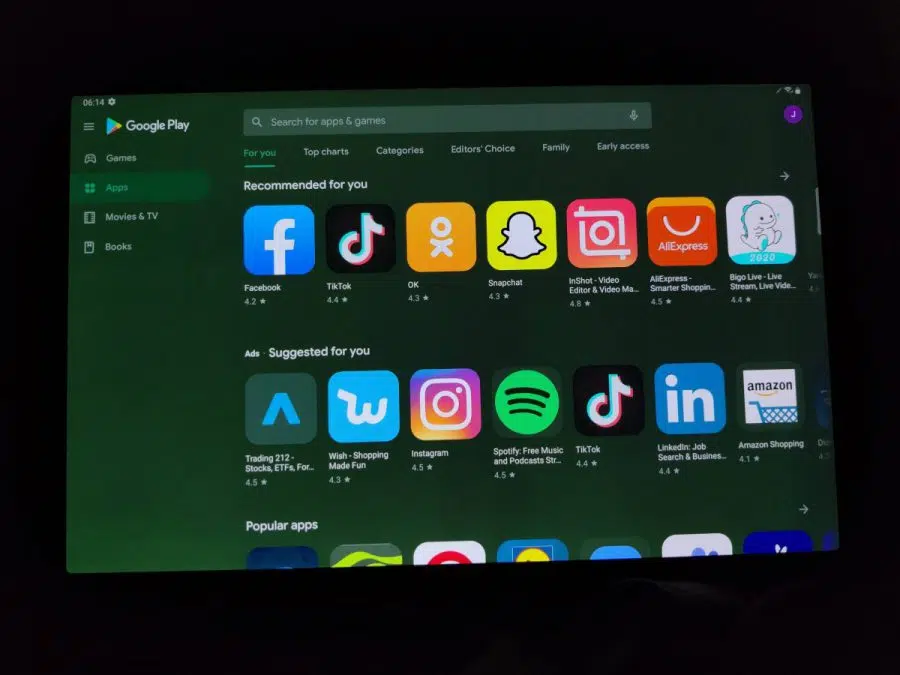 06:14
Google Play
Search for apps & games
J
Games
Apps
Movies & TV
Books
For you
Top charts
Categories
Editors' Choice
Family
Early access
Recommended for you
AliExpress
2020
Facebook
4.2 ★
TikTok
4.4 ★
OK
4.3 ★
Snapchat
4.3 ★
InShot - Video
Editor & Video Ma...
4.8 ★
AliExpress -
Smarter Shoppin...
4.5 ★
Bigo Live - Live
Stream, Live Vide...
4.4 ★
Ads · Suggested for you
in
amazon
Trading 212 -
Stocks, ETFs, For...
4.5 ★
Wish - Shopping
Made Fun
4.3 ★
Instagram
4.5 ★
Spotify: Free Music
and Podcasts Str...
4.5 ★
TikTok
4.4 ★
LinkedIn: Job
Search & Busines...
4.4 ★
Amazon Shopping
4.1 ★
Popular apps